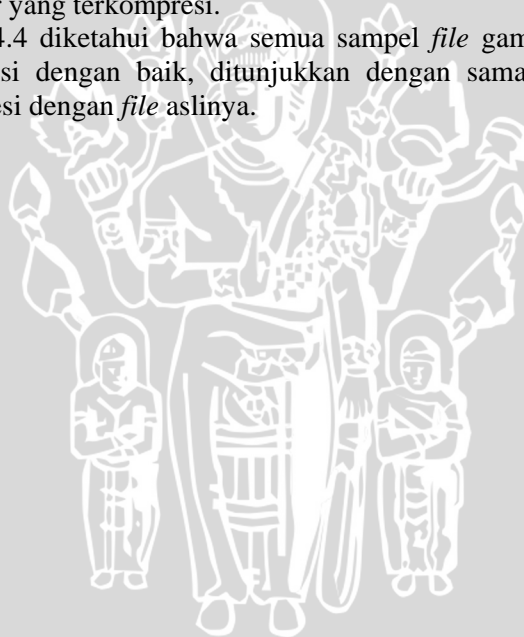 yang terkompresi.
4.4 diketahui bahwa semua sampel file gam
si dengan baik, ditunjukkan dengan sama
esi dengan file aslinya.